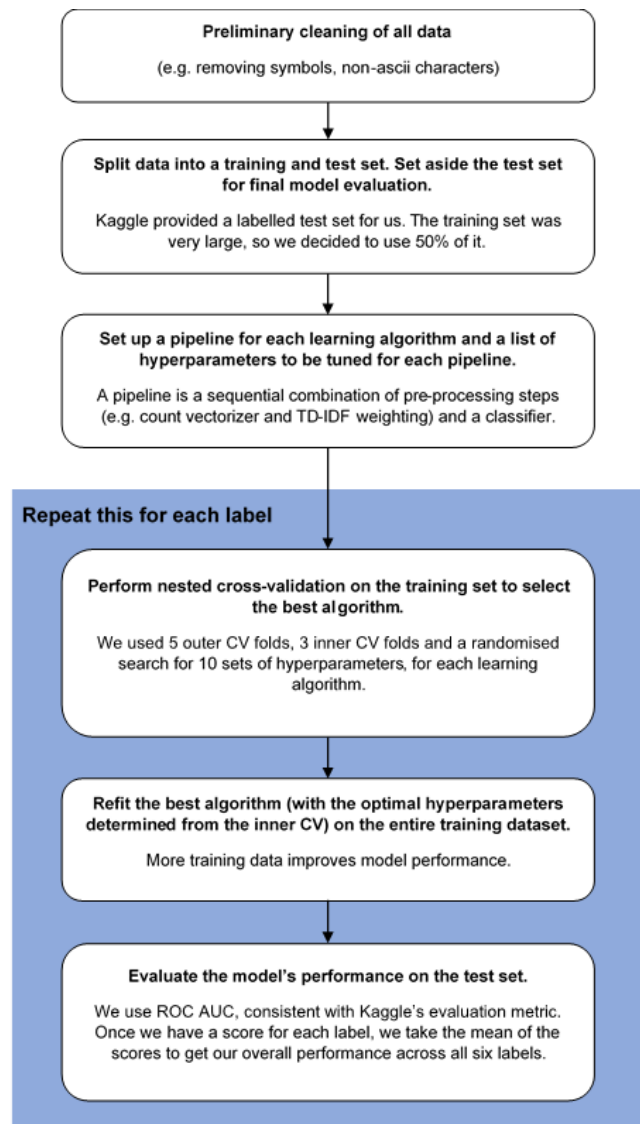 Preliminary cleaning of all data
(e.g. removing symbols, non-ascii characters)
Split data into a training and test set. Set aside the test set
for final model evaluation.
Kaggle provided a labelled test set for us. The training set was
very large, so we decided to use 50% of it.
Set up a pipeline for each learning algorithm and a list of
hyperparameters to be tuned for each pipeline.
A pipeline is a sequential combination of pre-processing steps
(e.g. count vectorizer and TD-IDF weighting) and a classifier.
Repeat this for each label
Perform nested cross-validation on the training set to select
the best algorithm.
We used 5 outer CV folds, 3 inner CV folds and a randomised
search for 10 sets of hyperparameters, for each learning
algorithm.
Refit the best algorithm (with the optimal hyperparameters
determined from the inner CV) on the entire training dataset.
More training data improves model performance.
Evaluate the model's performance on the test set.
We use ROC AUC, consistent with Kaggle's evaluation metric.
Once we have a score for each label, we take the mean of the
scores to get our overall performance across all six labels.